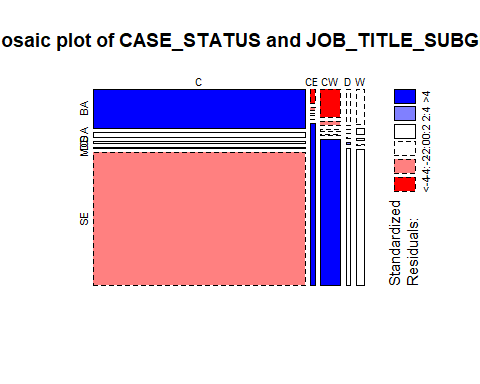 osaic plot of CASE_STATUS and JOB_TITLE_SUBG
C CE CW D W
BA
SE
<-4 -4:-2 -2:0 0:2 2:4 >4
Standardized
Residuals: